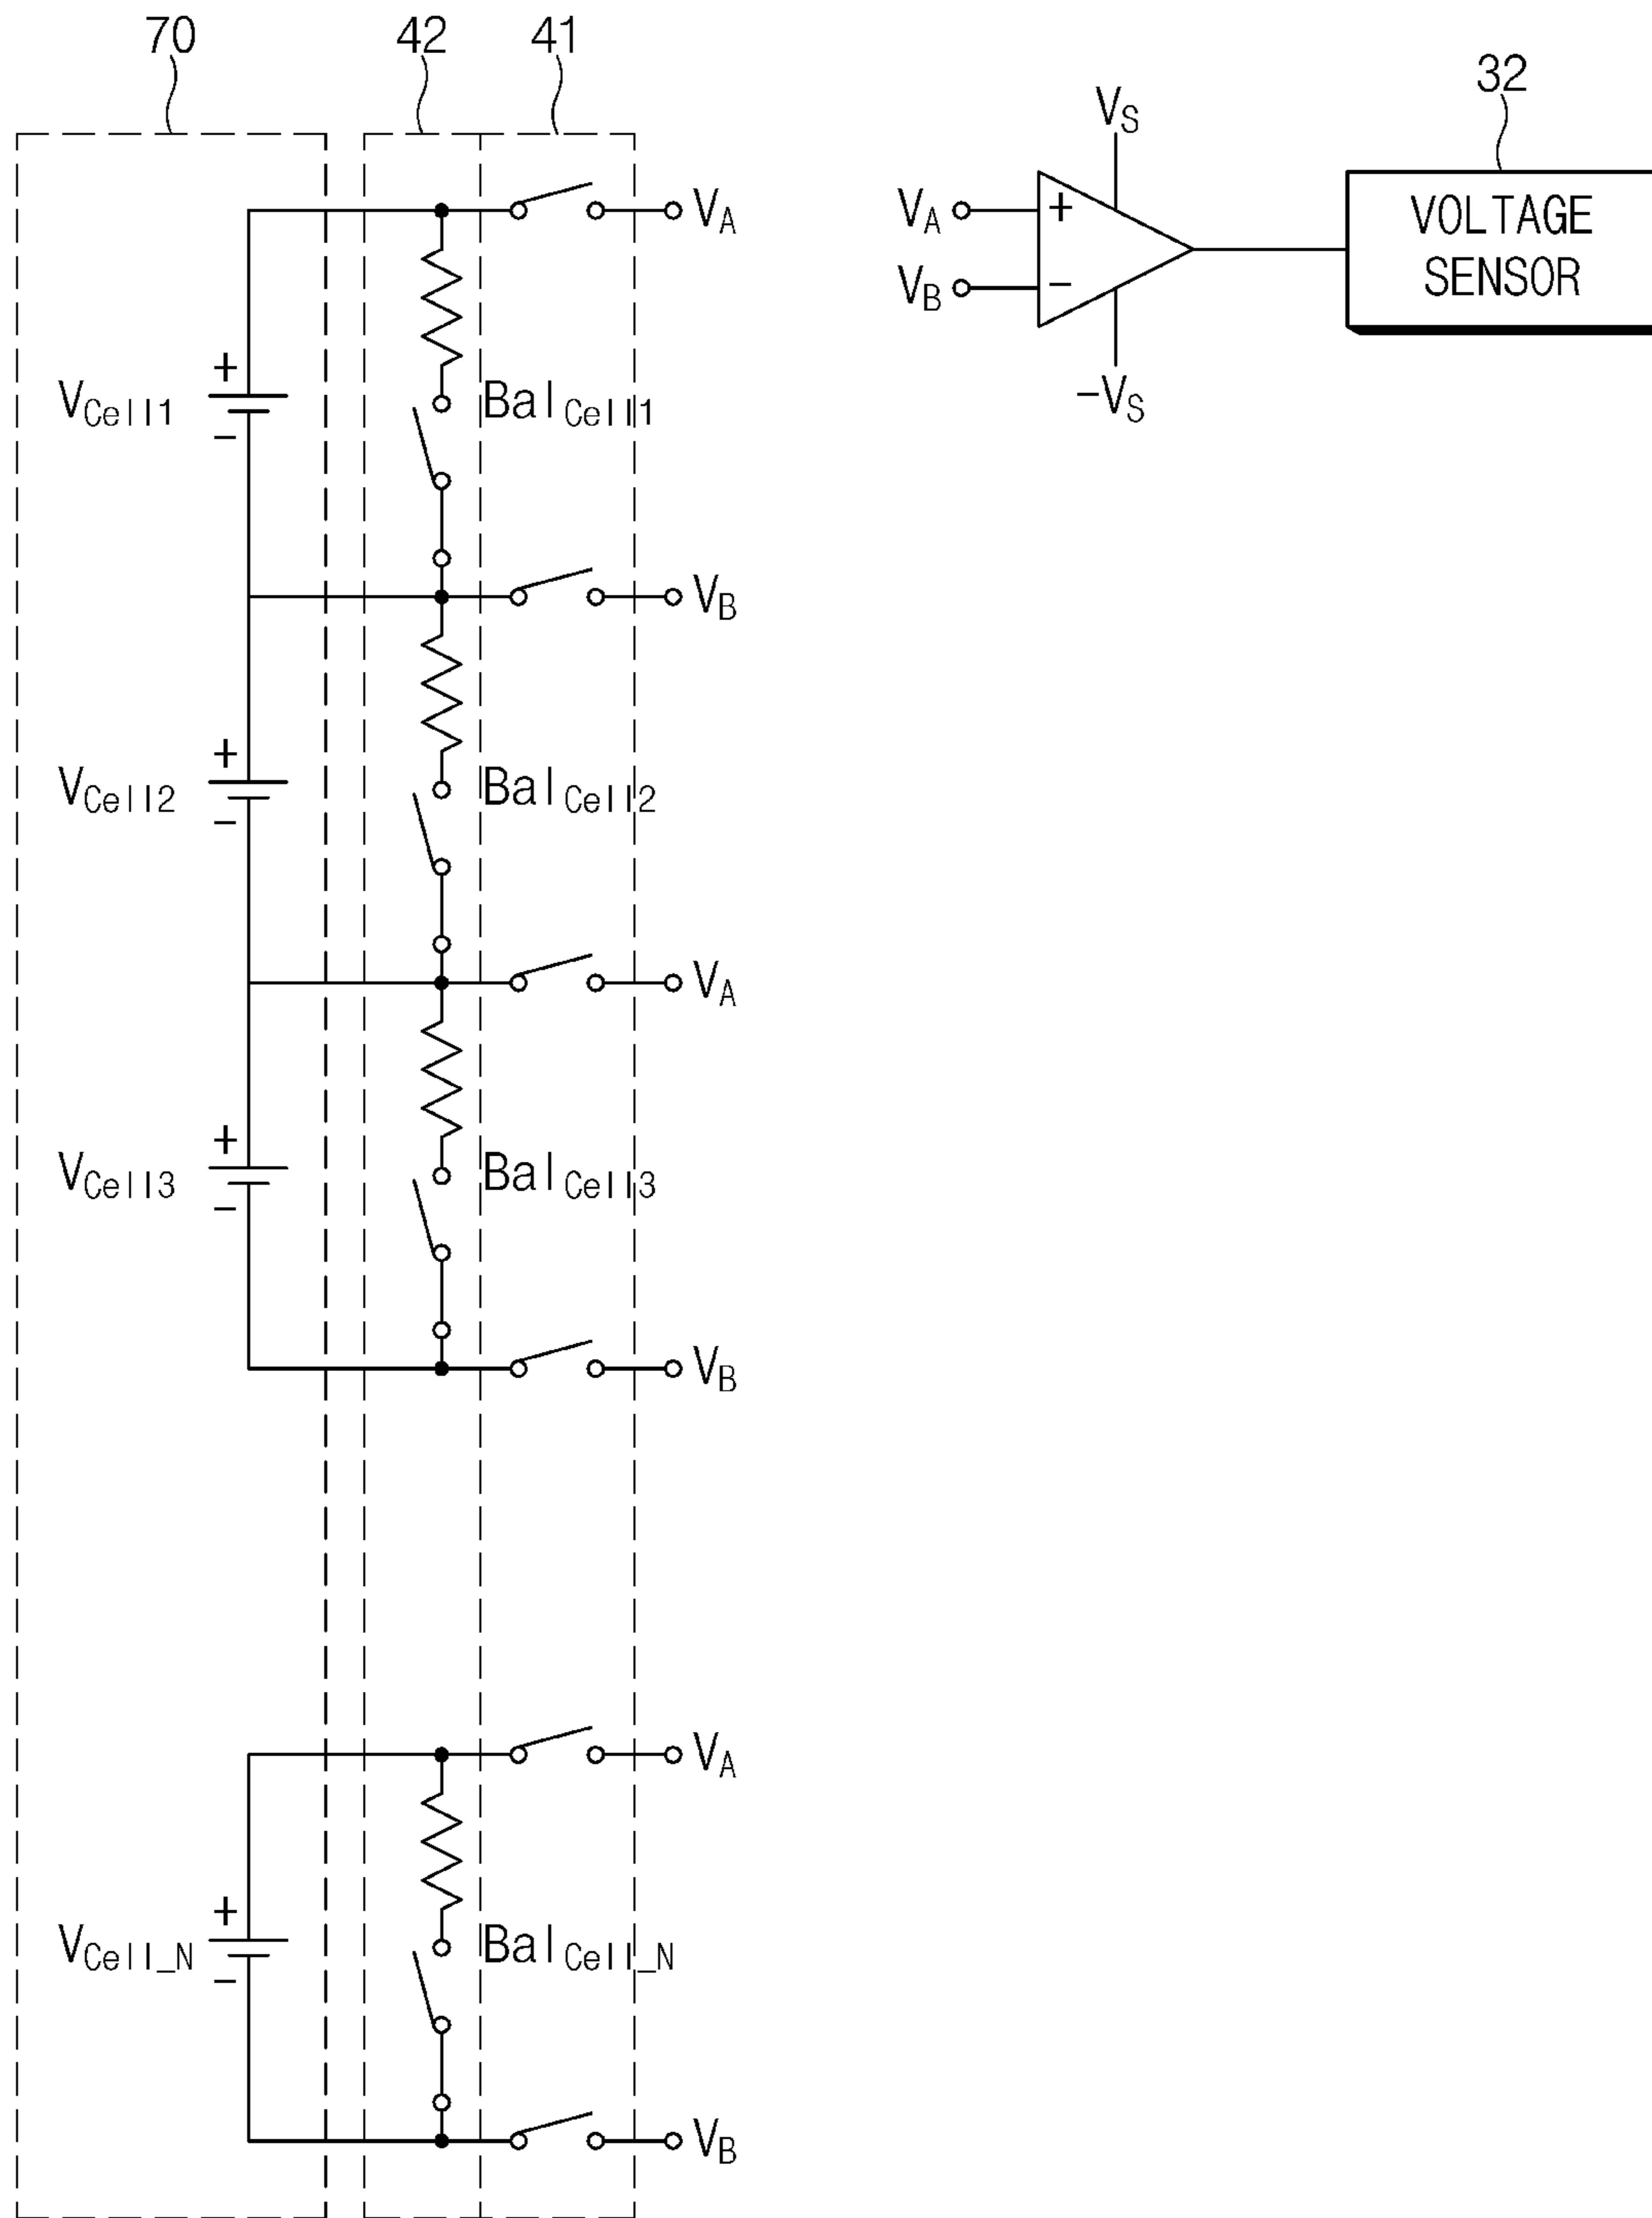 70 42 41
32
V_S
V_A
V_A + VOLTAGE
V_B − SENSOR
−V_S
+
V_Cell1 Bal_Cell1
−
V_B
+
V_Cell2 Bal_Cell2
−
V_A
+
V_Cell3 Bal_Cell3
−
V_B
V_A
+
V_Cell_N Bal_Cell_N
−
V_B